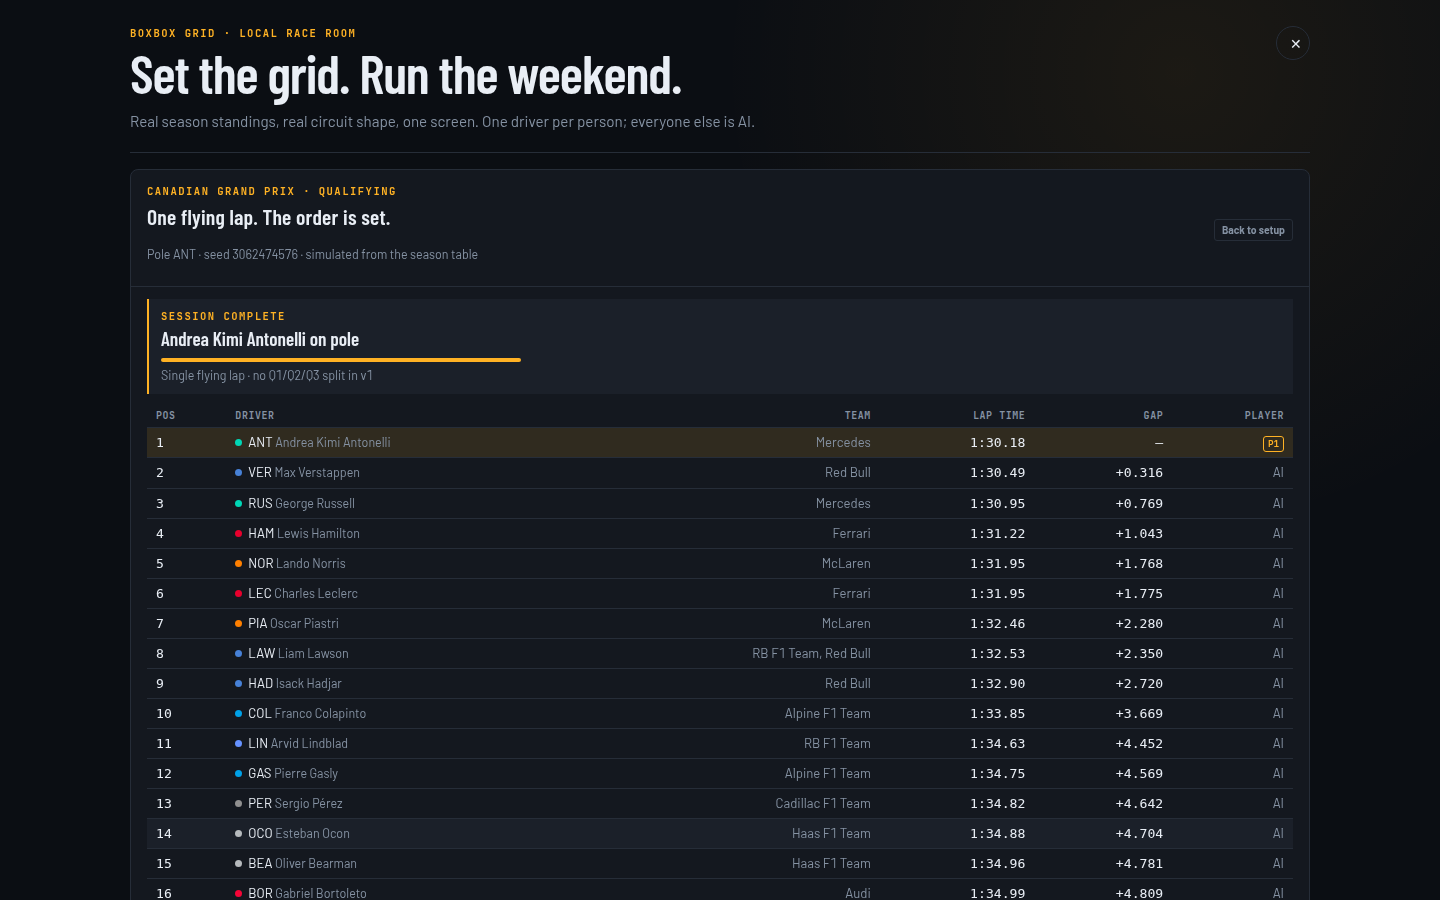 BOXBOX GRID · LOCAL RACE ROOM
Set the grid. Run the weekend.
Real season standings, real circuit shape, one screen. One driver per person; everyone else is AI.
✕
CANADIAN GRAND PRIX · QUALIFYING
One flying lap. The order is set.
Pole ANT · seed 3062474576 · simulated from the season table
Back to setup
SESSION COMPLETE
Andrea Kimi Antonelli on pole
Single flying lap · no Q1/Q2/Q3 split in v1
POS DRIVER TEAM LAP TIME GAP PLAYER
1 ANT Andrea Kimi Antonelli Mercedes 1:30.18 — P1
2 VER Max Verstappen Red Bull 1:30.49 +0.316 AI
3 RUS George Russell Mercedes 1:30.95 +0.769 AI
4 HAM Lewis Hamilton Ferrari 1:31.22 +1.043 AI
5 NOR Lando Norris McLaren 1:31.95 +1.768 AI
6 LEC Charles Leclerc Ferrari 1:31.95 +1.775 AI
7 PIA Oscar Piastri McLaren 1:32.46 +2.280 AI
8 LAW Liam Lawson RB F1 Team, Red Bull 1:32.53 +2.350 AI
9 HAD Isack Hadjar Red Bull 1:32.90 +2.720 AI
10 COL Franco Colapinto Alpine F1 Team 1:33.85 +3.669 AI
11 LIN Arvid Lindblad RB F1 Team 1:34.63 +4.452 AI
12 GAS Pierre Gasly Alpine F1 Team 1:34.75 +4.569 AI
13 PER Sergio Pérez Cadillac F1 Team 1:34.82 +4.642 AI
14 OCO Esteban Ocon Haas F1 Team 1:34.88 +4.704 AI
15 BEA Oliver Bearman Haas F1 Team 1:34.96 +4.781 AI
16 BOR Gabriel Bortoleto Audi 1:34.99 +4.809 AI